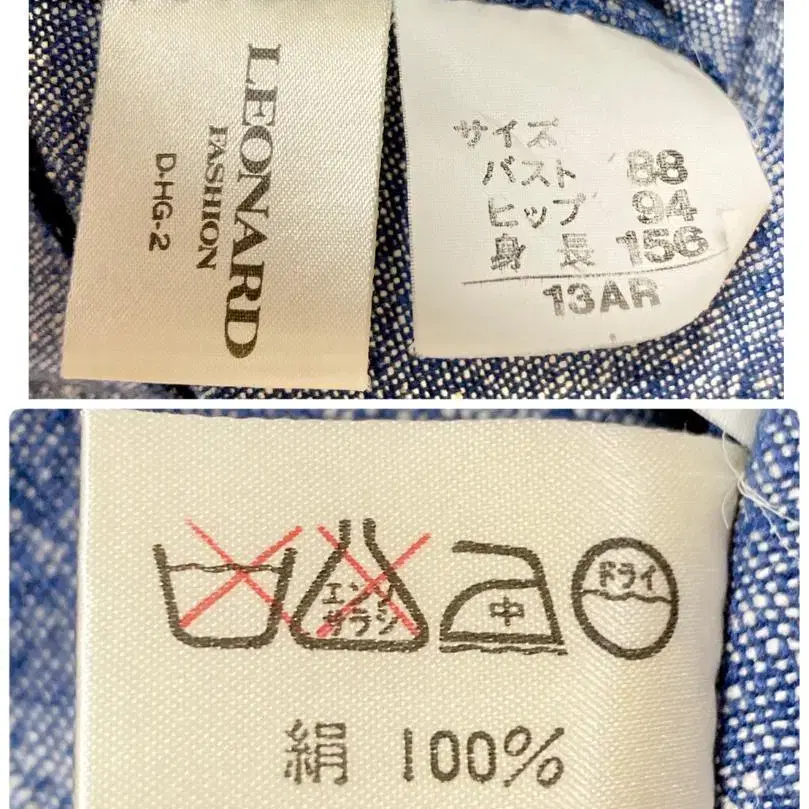 LEONARD
FASHION
D-HG-2
サイズ
バスト 88
ヒップ 94
身長 156
13AR
エンソ
サラシ
中
ドライ
絹 100%